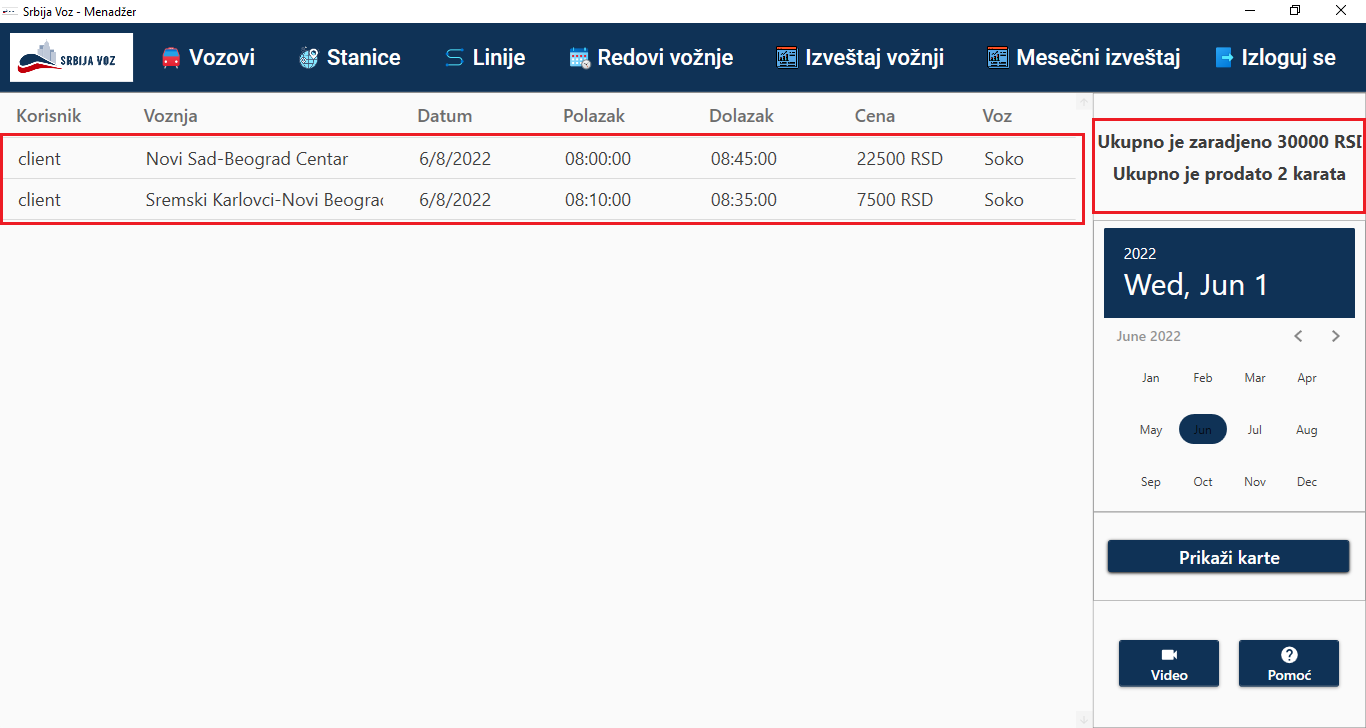 Srbija Voz - Menadžer
SRBIJA VOZ Vozovi Stanice Linije Redovi vožnje Izveštaj vožnji Mesečni izveštaj Izloguj se
Korisnik Voznja Datum Polazak Dolazak Cena Voz
client Novi Sad-Beograd Centar 6/8/2022 08:00:00 08:45:00 22500 RSD Soko
client Sremski Karlovci-Novi Beograd 6/8/2022 08:10:00 08:35:00 7500 RSD Soko
Ukupno je zaradjeno 30000 RSD
Ukupno je prodato 2 karata
2022
Wed, Jun 1
June 2022
Jan Feb Mar Apr
May Jun Jul Aug
Sep Oct Nov Dec
Prikaži karte
Video Pomoć